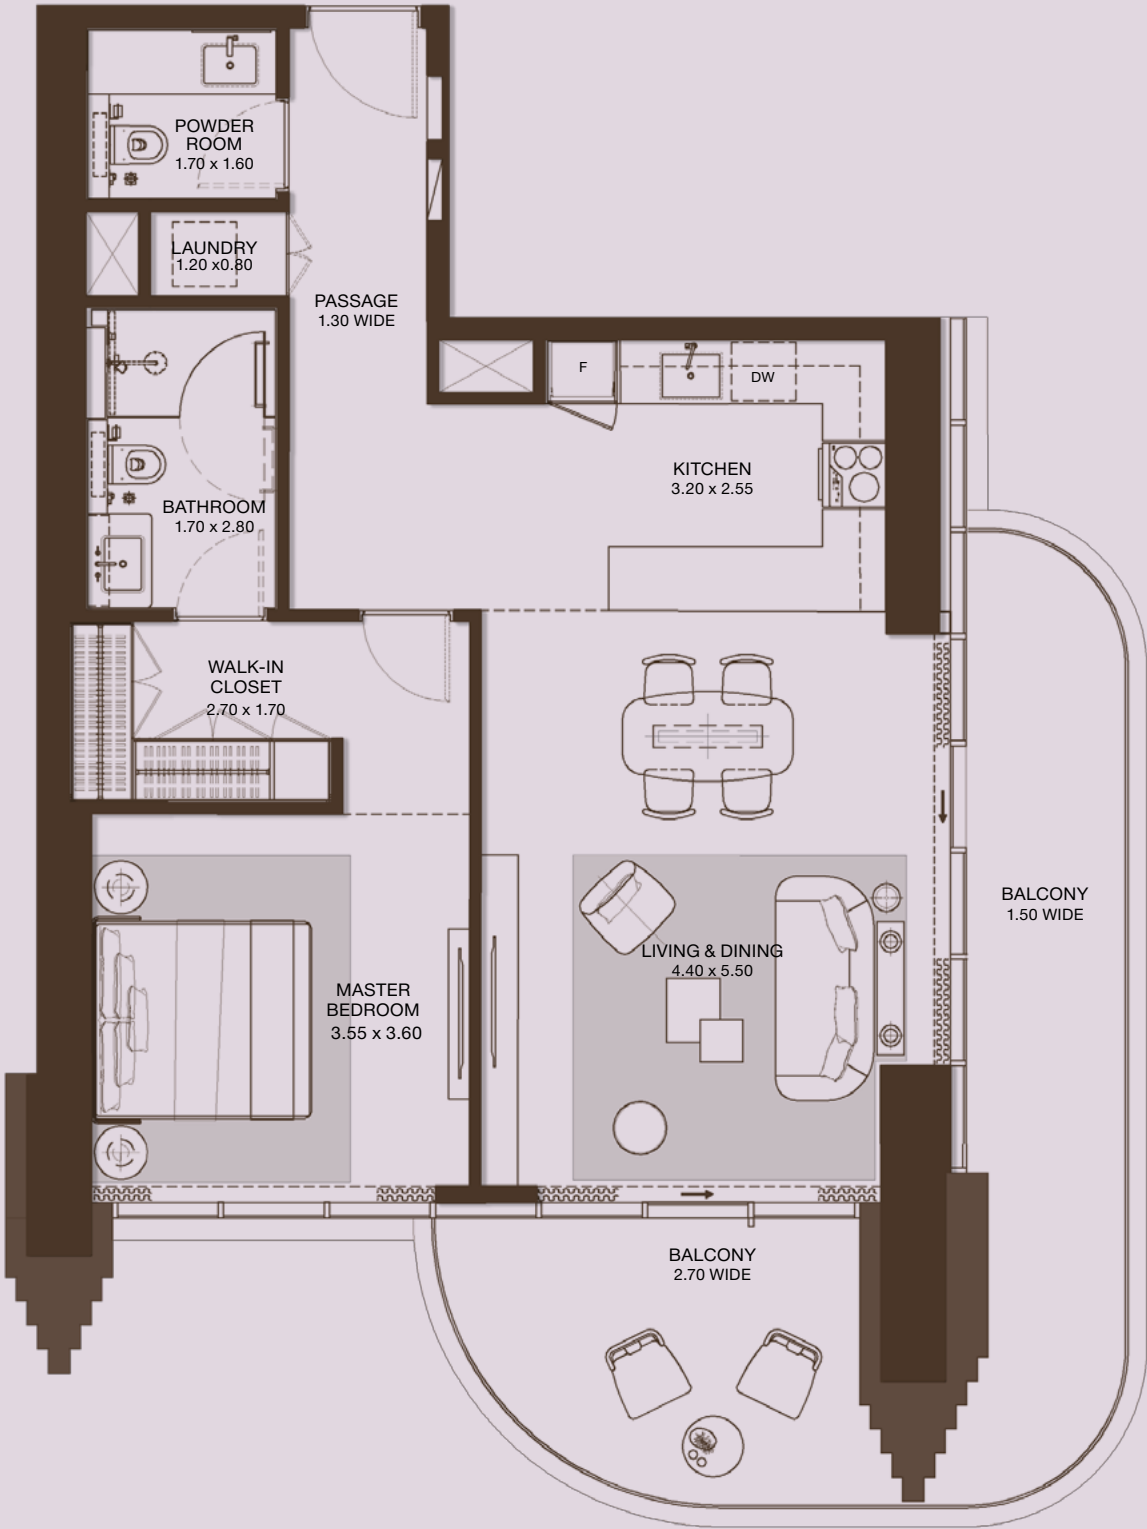 POWDER
ROOM
1.70 x 1.60
LAUNDRY
1.20 x0.80
PASSAGE
1.30 WIDE
F
DW
KITCHEN
3.20 x 2.55
BATHROOM
1.70 x 2.80
WALK-IN
CLOSET
2.70 x 1.70
BALCONY
1.50 WIDE
LIVING & DINING
4.40 x 5.50
MASTER
BEDROOM
3.55 x 3.60
BALCONY
2.70 WIDE